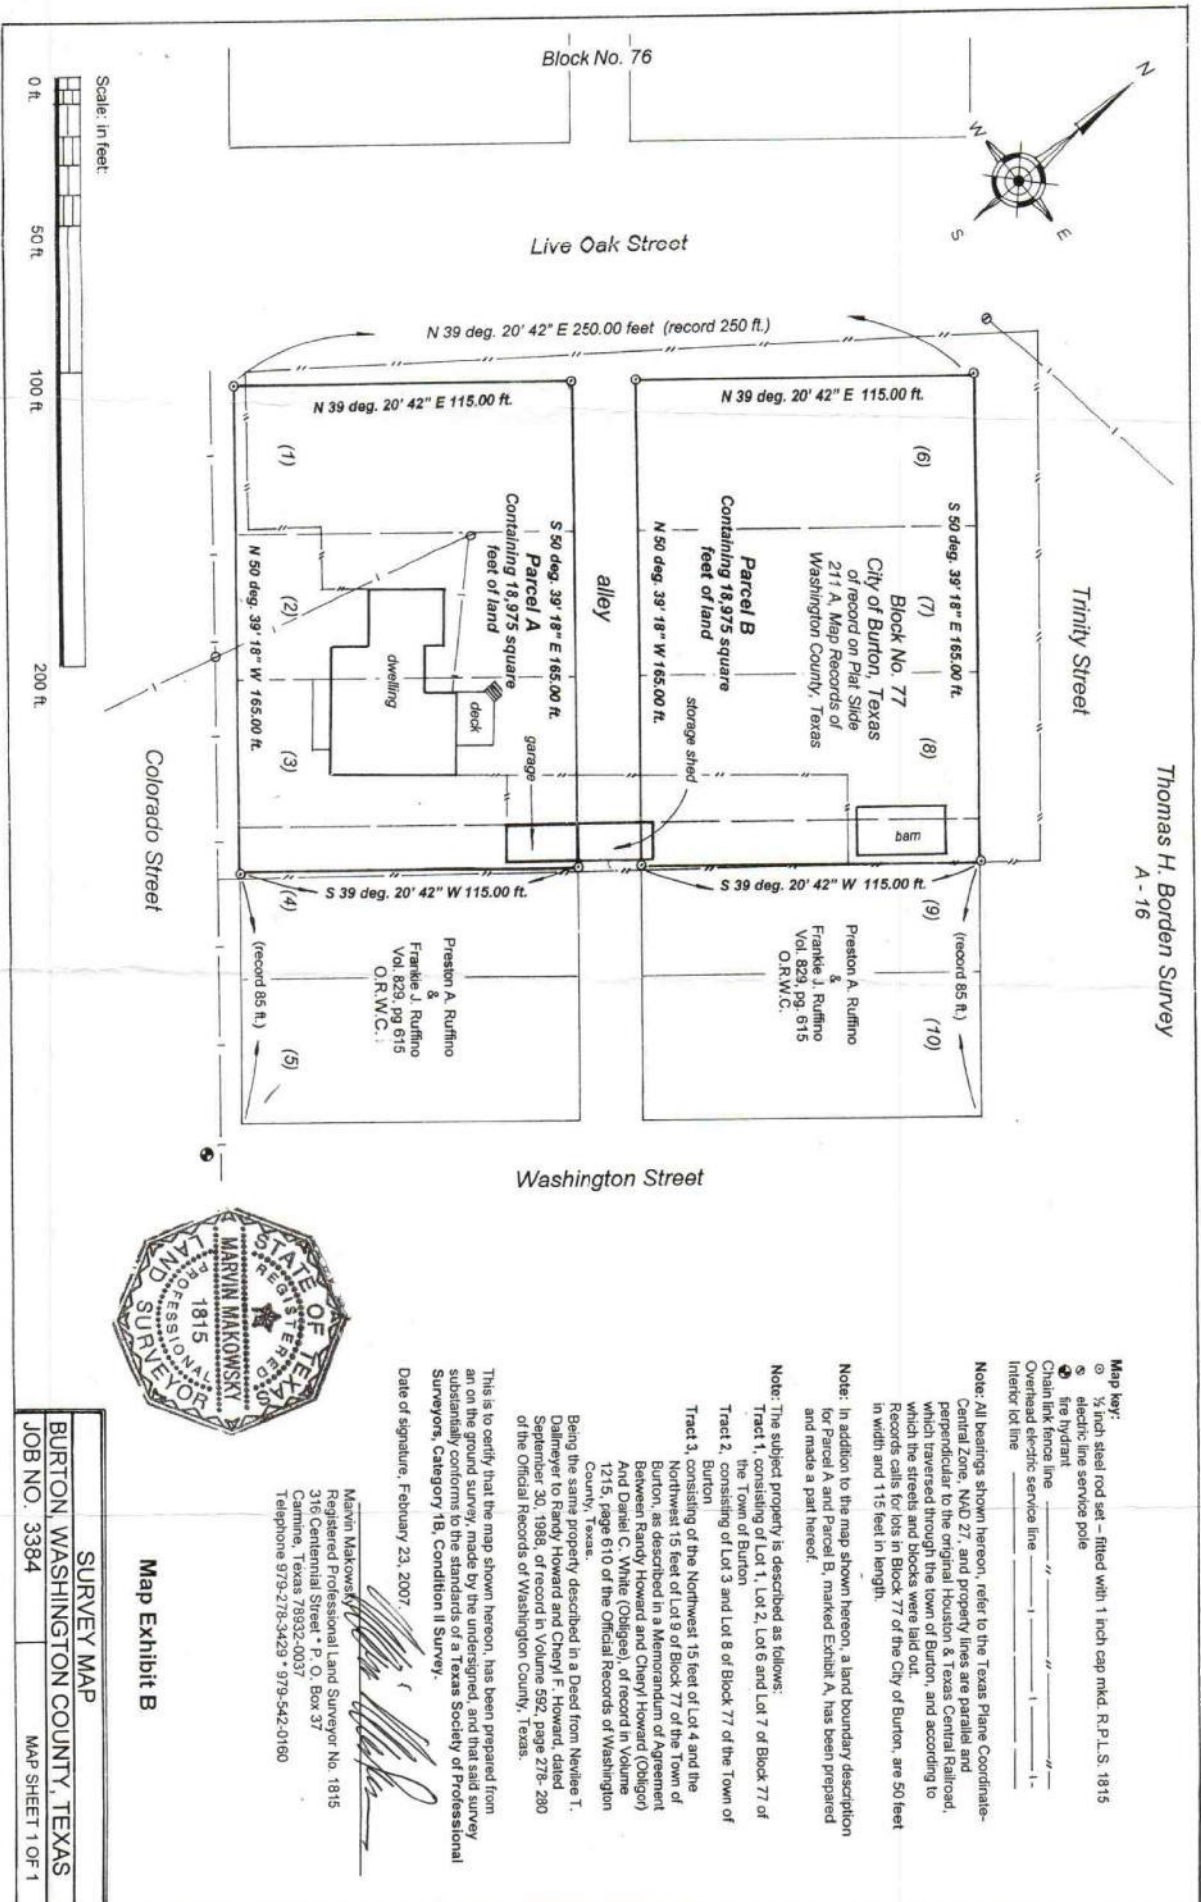 Block No. 76
N
W
E
S
Scale: in feet:
0 ft.
50 ft.
100 ft.
200 ft.
Live Oak Street
N 39 deg. 20' 42" E 250.00 feet (record 250 ft.)
N 39 deg. 20' 42" E 115.00 ft.
N 39 deg. 20' 42" E 115.00 ft.
Thomas H. Borden Survey
A - 16
Trinity Street
S 50 deg. 39' 18" E 165.00 ft.
(6)
(7)
(8)
(9)
(10)
Block No. 77
City of Burton, Texas
of record on Plat Slide
211 A, Map Records of
Washington County, Texas
Parcel B
Containing 18,975 square
feet of land
N 50 deg. 39' 18" W 165.00 ft.
storage shed
barn
alley
S 50 deg. 39' 18" E 165.00 ft.
Parcel A
Containing 18,975 square
feet of land
garage
deck
dwelling
(1)
(2)
(3)
(4)
(5)
N 50 deg. 39' 18" W 165.00 ft.
Colorado Street
S 39 deg. 20' 42" W 115.00 ft.
S 39 deg. 20' 42" W 115.00 ft.
(record 85 ft.)
(record 85 ft.)
Preston A. Ruffino
&
Frankie J. Ruffino
Vol. 829, pg. 615
O.R.W.C.
Preston A. Ruffino
&
Frankie J. Ruffino
Vol. 829, pg 615
O.R.W.C.
Washington Street
Map key:
½ inch steel rod set – fitted with 1 inch cap mkd. R.P.L.S. 1815
electric line service pole
fire hydrant
Chain link fence line
Overhead electric service line
Interior lot line
Note: All bearings shown hereon, refer to the Texas Plane Coordinate-
Central Zone, NAD 27, and property lines are parallel and
perpendicular to the original Houston & Texas Central Railroad,
which traversed through the town of Burton, and according to
which the streets and blocks were laid out.
Records calls for lots in Block 77 of the City of Burton, are 50 feet
in width and 115 feet in length.
Note: In addition to the map shown hereon, a land boundary description
for Parcel A and Parcel B, marked Exhibit A, has been prepared
and made a part hereof.
Note: The subject property is described as follows:
Tract 1, consisting of Lot 1, Lot 2, Lot 6 and Lot 7 of Block 77 of
the Town of Burton
Tract 2, consisting of Lot 3 and Lot 8 of Block 77 of the Town of
Burton
Tract 3, consisting of the Northwest 15 feet of Lot 4 and the
Northwest 15 feet of Lot 9 of Block 77 of the Town of
Burton, as described in a Memorandum of Agreement
Between Randy Howard and Cheryl Howard (Obligor)
And Daniel C. White (Obligee), of record in Volume
1215, page 610 of the Official Records of Washington
County, Texas.
Being the same property described in a Deed from Nevilee T.
Dallmeyer to Randy Howard and Cheryl F. Howard, dated
September 30, 1988, of record in Volume 592, page 278- 280
of the Official Records of Washington County, Texas.
This is to certify that the map shown hereon, has been prepared from
an on the ground survey, made by the undersigned, and that said survey
substantially conforms to the standards of a Texas Society of Professional
Surveyors, Category 1B, Condition II Survey.
Date of signature, February 23, 2007.
Marvin Makowsky
Registered Professional Land Surveyor No. 1815
316 Centennial Street * P. O. Box 37
Carmine, Texas 78932-0037
Telephone 979-278-3429 * 979-542-0160
STATE OF TEXAS
REGISTERED
MARVIN MAKOWSKY
1815
PROFESSIONAL
LAND SURVEYOR
Map Exhibit B
SURVEY MAP
BURTON, WASHINGTON COUNTY, TEXAS
JOB NO. 3384
MAP SHEET 1 OF 1